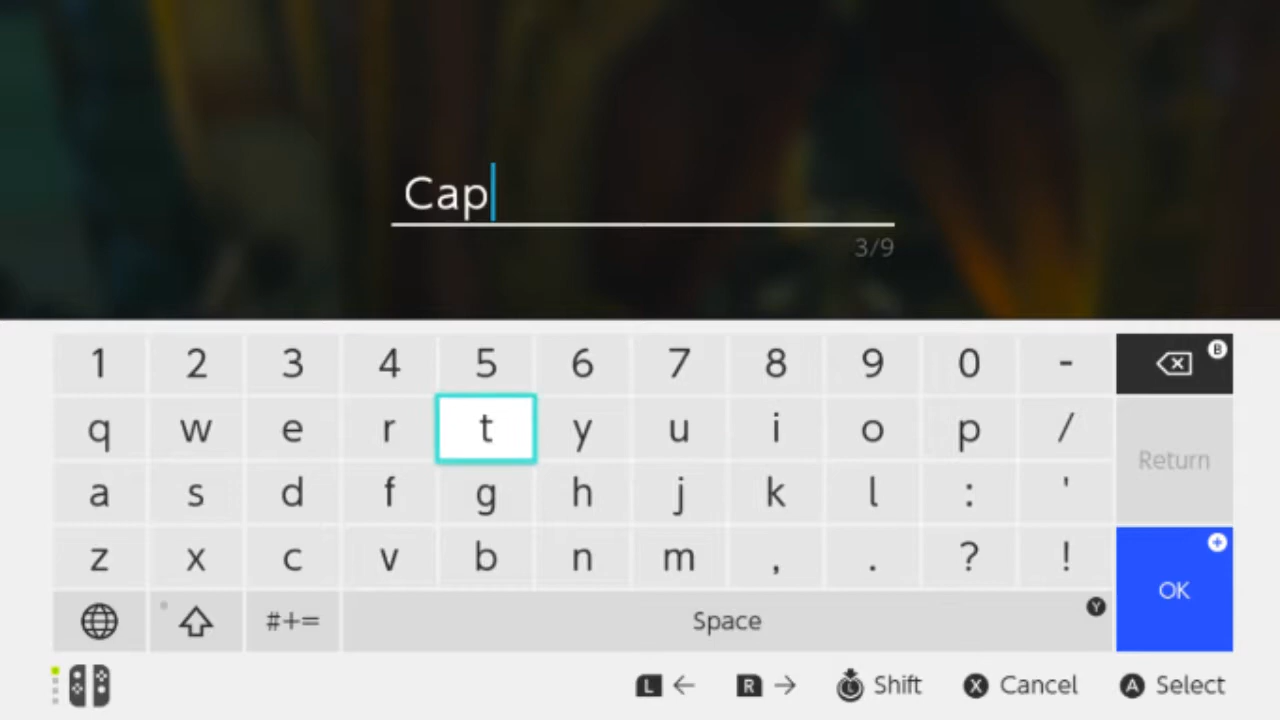 Cap
3/9
1 2 3 4 5 6 7 8 9 0 - B
q w e r t y u i o p /
Return
a s d f g h j k l : '
z x c v b n m , . ? ! +
OK
#+= Space Y
L ← R → L Shift X Cancel A Select